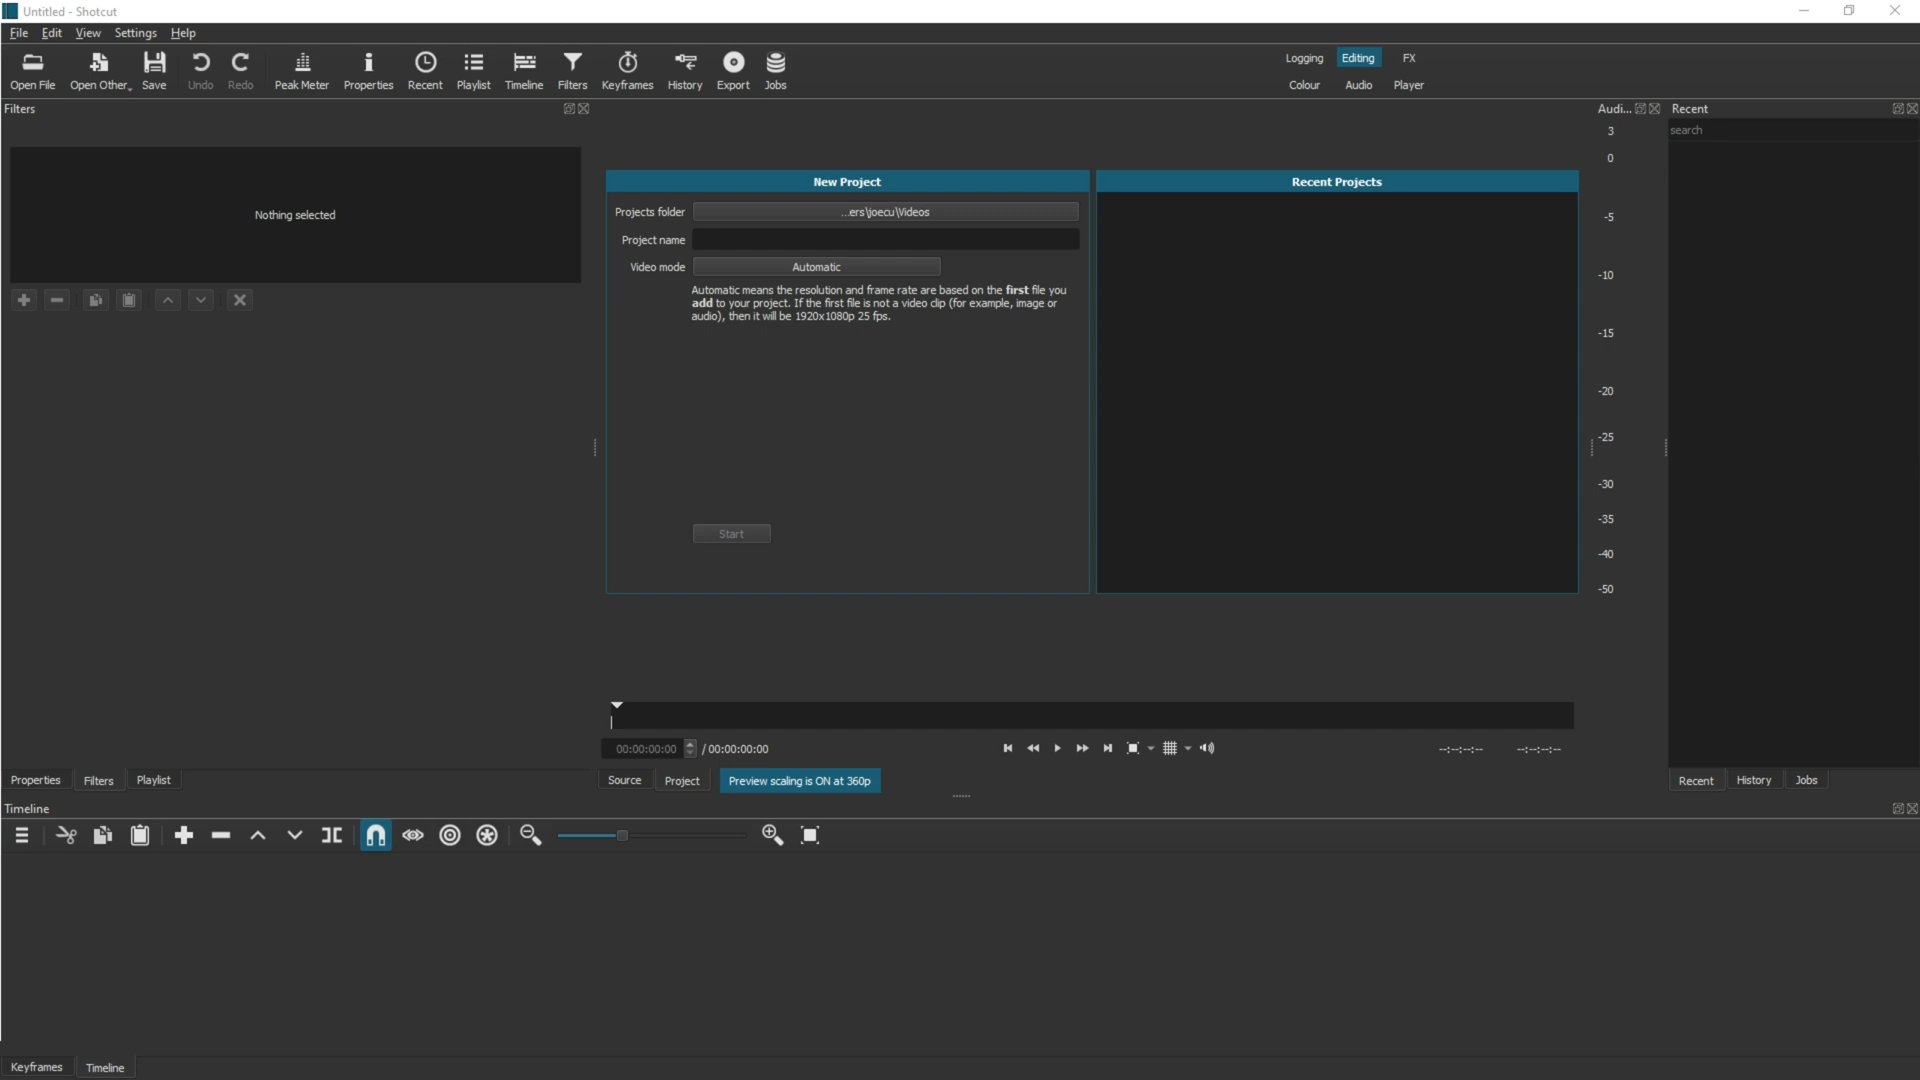 Untitled - Shotcut
File Edit View Settings Help
Open File Open Other... Save Undo Redo Peak Meter Properties Recent Playlist Timeline Filters Keyframes History Export Jobs
Logging Editing FX
Colour Audio Player
Filters
Nothing selected
New Project
Projects folder ...ers\joecu\Videos
Project name
Video mode Automatic
Automatic means the resolution and frame rate are based on the first file you
add to your project. If the first file is not a video clip (for example, image or
audio), then it will be 1920x1080p 25 fps.
Start
Recent Projects
Audi...
3
0
-5
-10
-15
-20
-25
-30
-35
-40
-50
Recent
search
00:00:00:00 / 00:00:00:00
--:--:--:-- --:--:--:--
Properties Filters Playlist
Source Project Preview scaling is ON at 360p
Recent History Jobs
Timeline
Keyframes Timeline